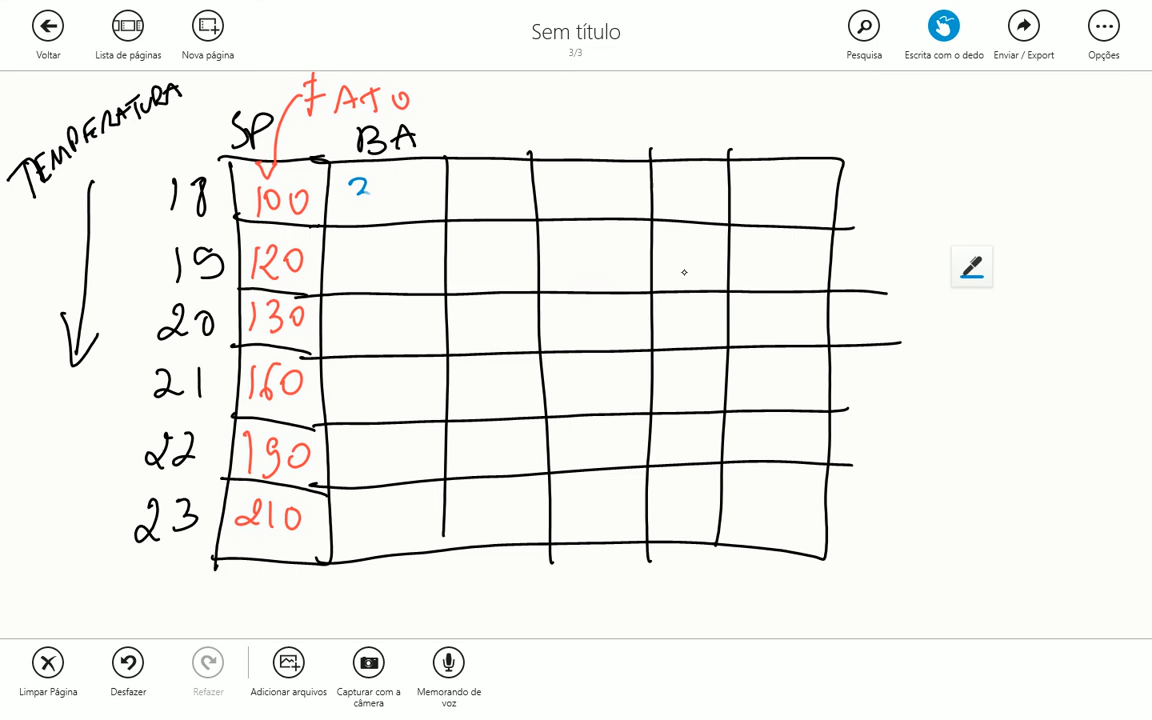 Voltar
Lista de páginas
Nova página
Sem título
3/3
Pesquisa
Escrita com o dedo
Enviar / Export
Opções
TEMPERATURA
FATO
SP BA
18 100 2
19 120
20 130
21 160
22 190
23 210
Limpar Página
Desfazer
Refazer
Adicionar arquivos
Capturar com a
câmera
Memorando de
voz